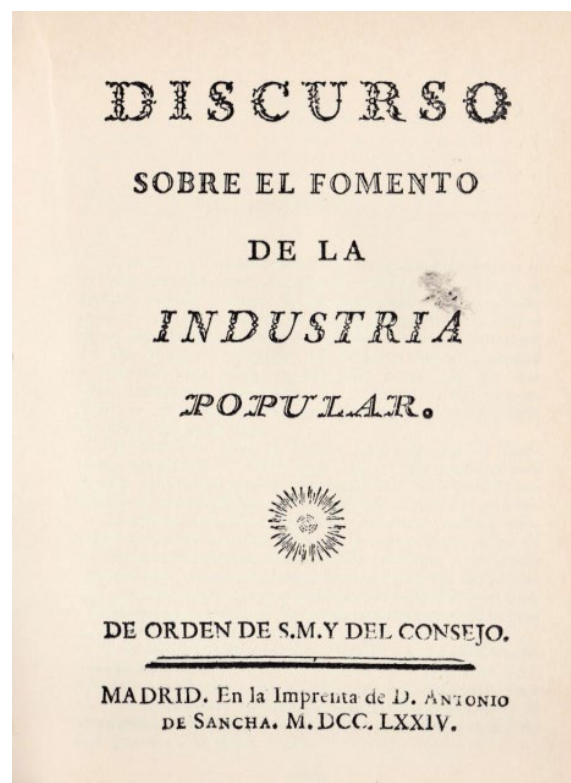 DISCURSO
SOBRE EL FOMENTO
DE LA
INDUSTRIA
POPULAR.
DE ORDEN DE S.M.Y DEL CONSEJO.
MADRID. En la Imprenta de D. ANTONIO
DE SANCHA. M. DCC. LXXIV.